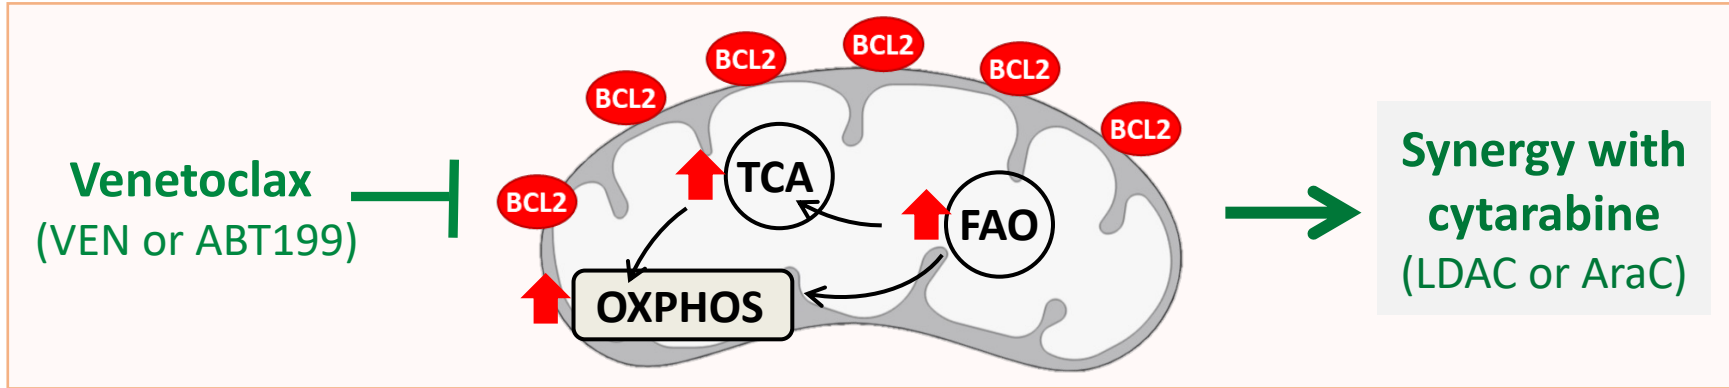 Venetoclax
(VEN or ABT199)
BCL2
BCL2
BCL2
BCL2
BCL2
BCL2
TCA
FAO
OXPHOS
Synergy with
cytarabine
(LDAC or AraC)